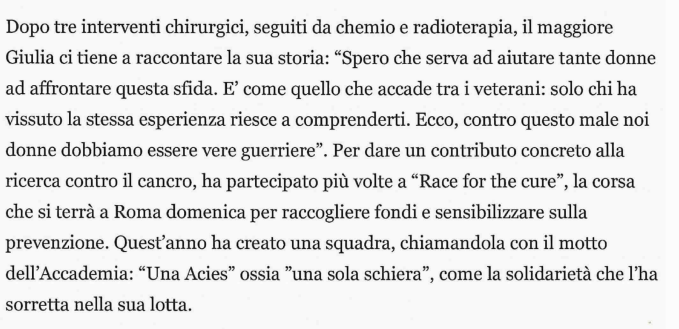 Dopo tre interventi chirurgici, seguiti da chemio e radioterapia, il maggiore
Giulia ci tiene a raccontare la sua storia: “Spero che serva ad aiutare tante donne
ad affrontare questa sfida. E’ come quello che accade tra i veterani: solo chi ha
vissuto la stessa esperienza riesce a comprenderti. Ecco, contro questo male noi
donne dobbiamo essere vere guerriere”. Per dare un contributo concreto alla
ricerca contro il cancro, ha partecipato più volte a “Race for the cure”, la corsa
che si terrà a Roma domenica per raccogliere fondi e sensibilizzare sulla
prevenzione. Quest’anno ha creato una squadra, chiamandola con il motto
dell’Accademia: “Una Acies” ossia ”una sola schiera”, come la solidarietà che l’ha
sorretta nella sua lotta.